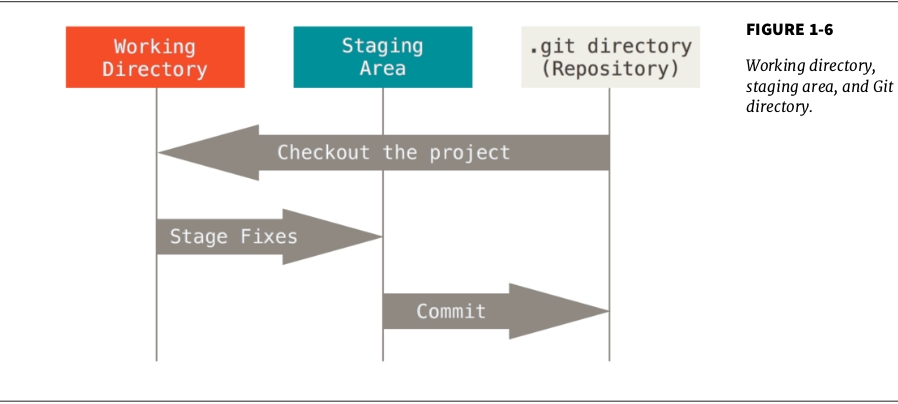 Working
Directory
Staging
Area
.git directory
(Repository)
FIGURE 1-6
Working directory,
staging area, and Git
directory.
Checkout the project
Stage Fixes
Commit